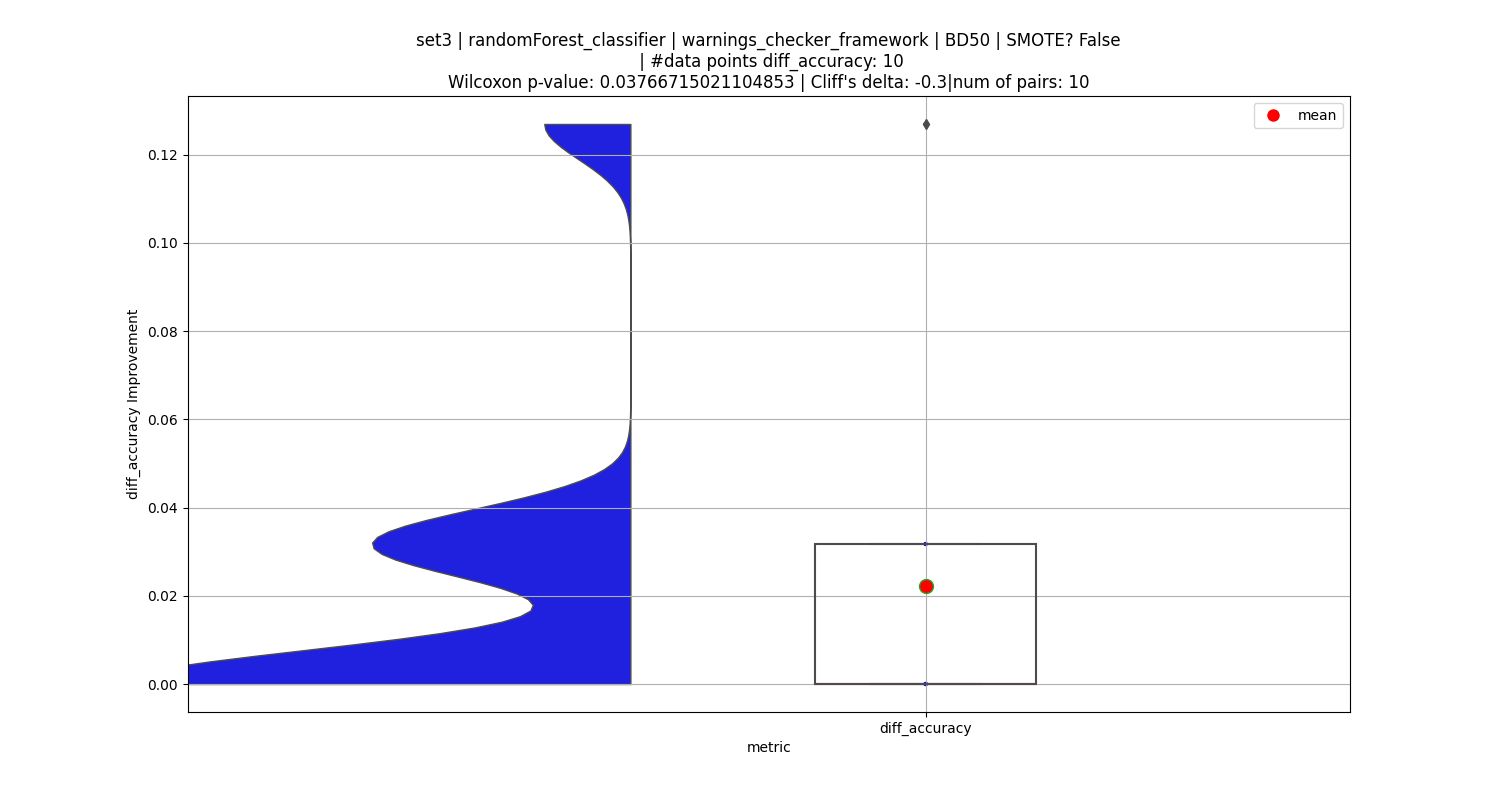 set3 | randomForest_classifier | warnings_checker_framework | BD50 | SMOTE? False
| #data points diff_accuracy: 10
Wilcoxon p-value: 0.03766715021104853 | Cliff's delta: -0.3|num of pairs: 10
mean
0.12
0.10
0.08
0.06
0.04
0.02
0.00
diff_accuracy Improvement
diff_accuracy
metric